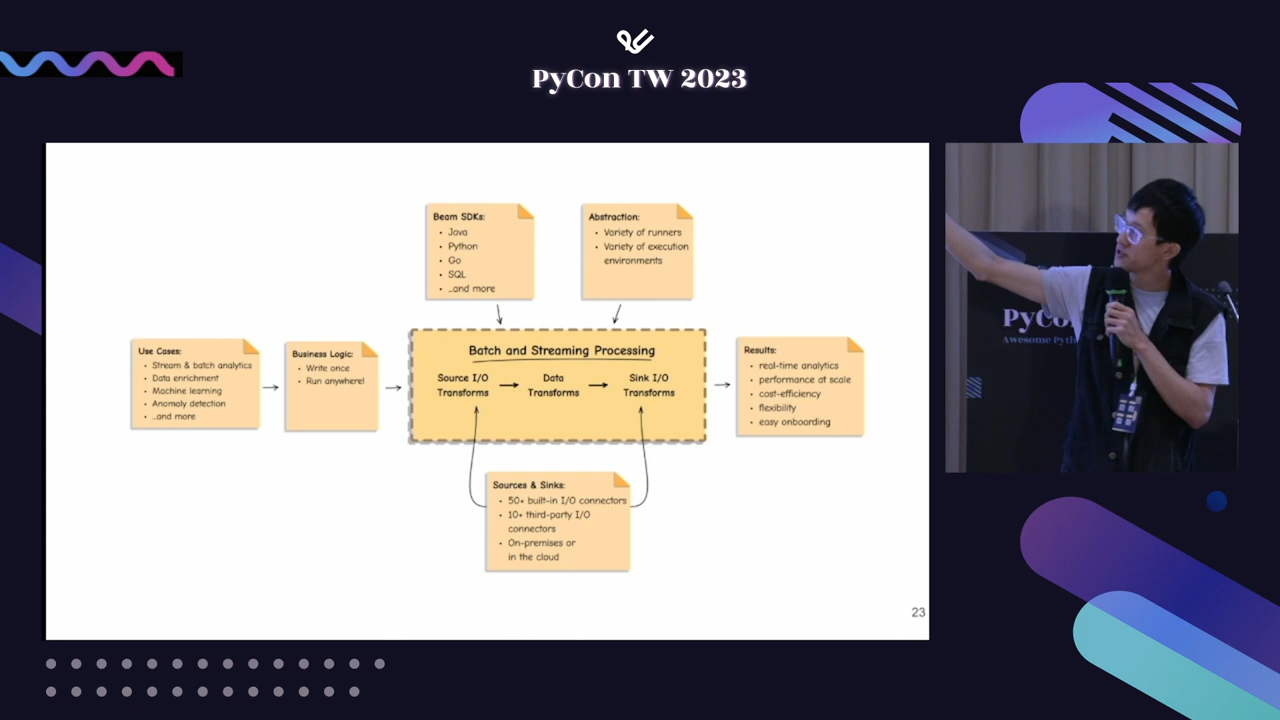 PyCon TW 2023
Beam SDKs:
• Java
• Python
• Go
• SQL
• ..and more
Abstraction:
• Variety of runners
• Variety of execution
environments
Use Cases:
• Stream & batch analytics
• Data enrichment
• Machine learning
• Anomaly detection
• ..and more
Business Logic:
• Write once
• Run anywhere!
Batch and Streaming Processing
Source I/O
Transforms
Data
Transforms
Sink I/O
Transforms
Results:
• real-time analytics
• performance at scale
• cost-efficiency
• flexibility
• easy onboarding
Sources & Sinks:
• 50+ built-in I/O connectors
• 10+ third-party I/O
connectors
• On-premises or
in the cloud
23
PyCo
Awesome Pyth